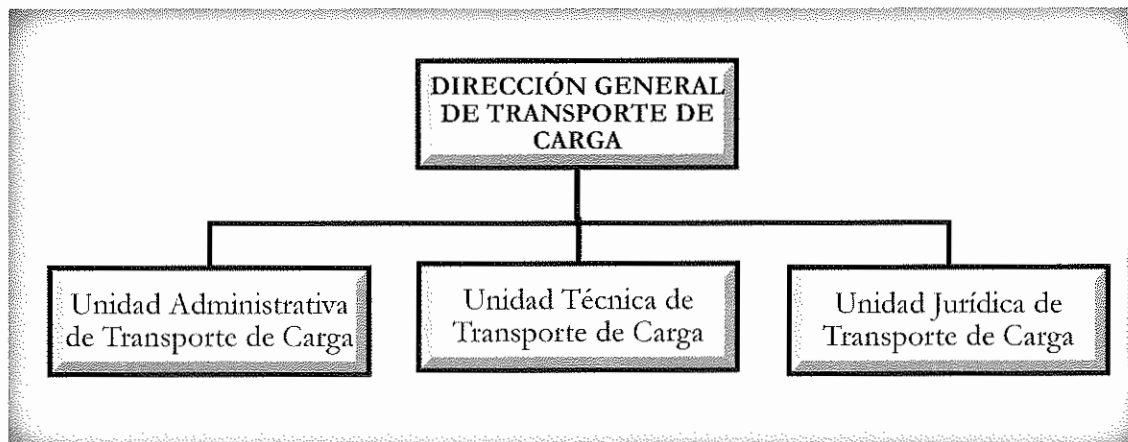 DIRECCIÓN GENERAL
DE TRANSPORTE DE
CARGA
Unidad Administrativa
de Transporte de Carga
Unidad Técnica de
Transporte de Carga
Unidad Jurídica de
Transporte de Carga